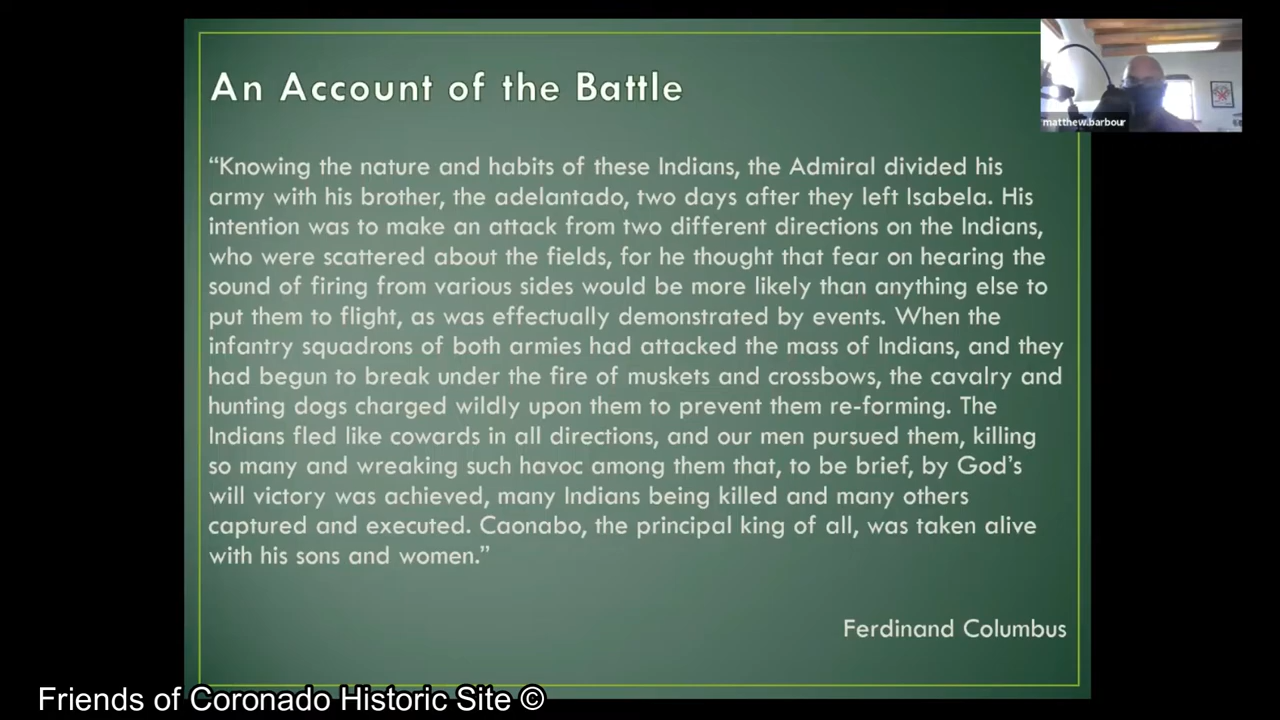 An Account of the Battle
matthew.barbour
“Knowing the nature and habits of these Indians, the Admiral divided his
army with his brother, the adelantado, two days after they left Isabela. His
intention was to make an attack from two different directions on the Indians,
who were scattered about the fields, for he thought that fear on hearing the
sound of firing from various sides would be more likely than anything else to
put them to flight, as was effectually demonstrated by events. When the
infantry squadrons of both armies had attacked the mass of Indians, and they
had begun to break under the fire of muskets and crossbows, the cavalry and
hunting dogs charged wildly upon them to prevent them re-forming. The
Indians fled like cowards in all directions, and our men pursued them, killing
so many and wreaking such havoc among them that, to be brief, by God’s
will victory was achieved, many Indians being killed and many others
captured and executed. Caonabo, the principal king of all, was taken alive
with his sons and women.”
Ferdinand Columbus
Friends of Coronado Historic Site ©